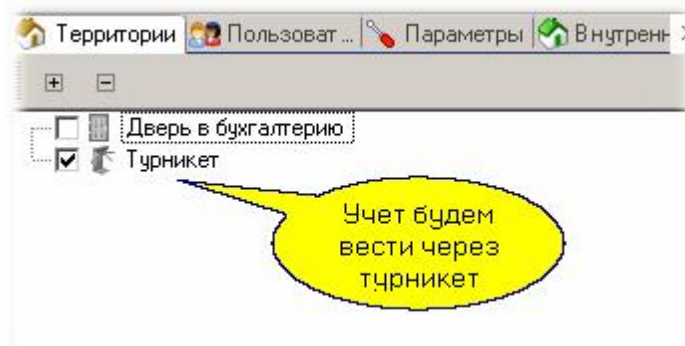 Территории Пользоват ... Параметры Внутренн
Дверь в бухгалтерию
Турникет
Учет будем
вести через
турникет